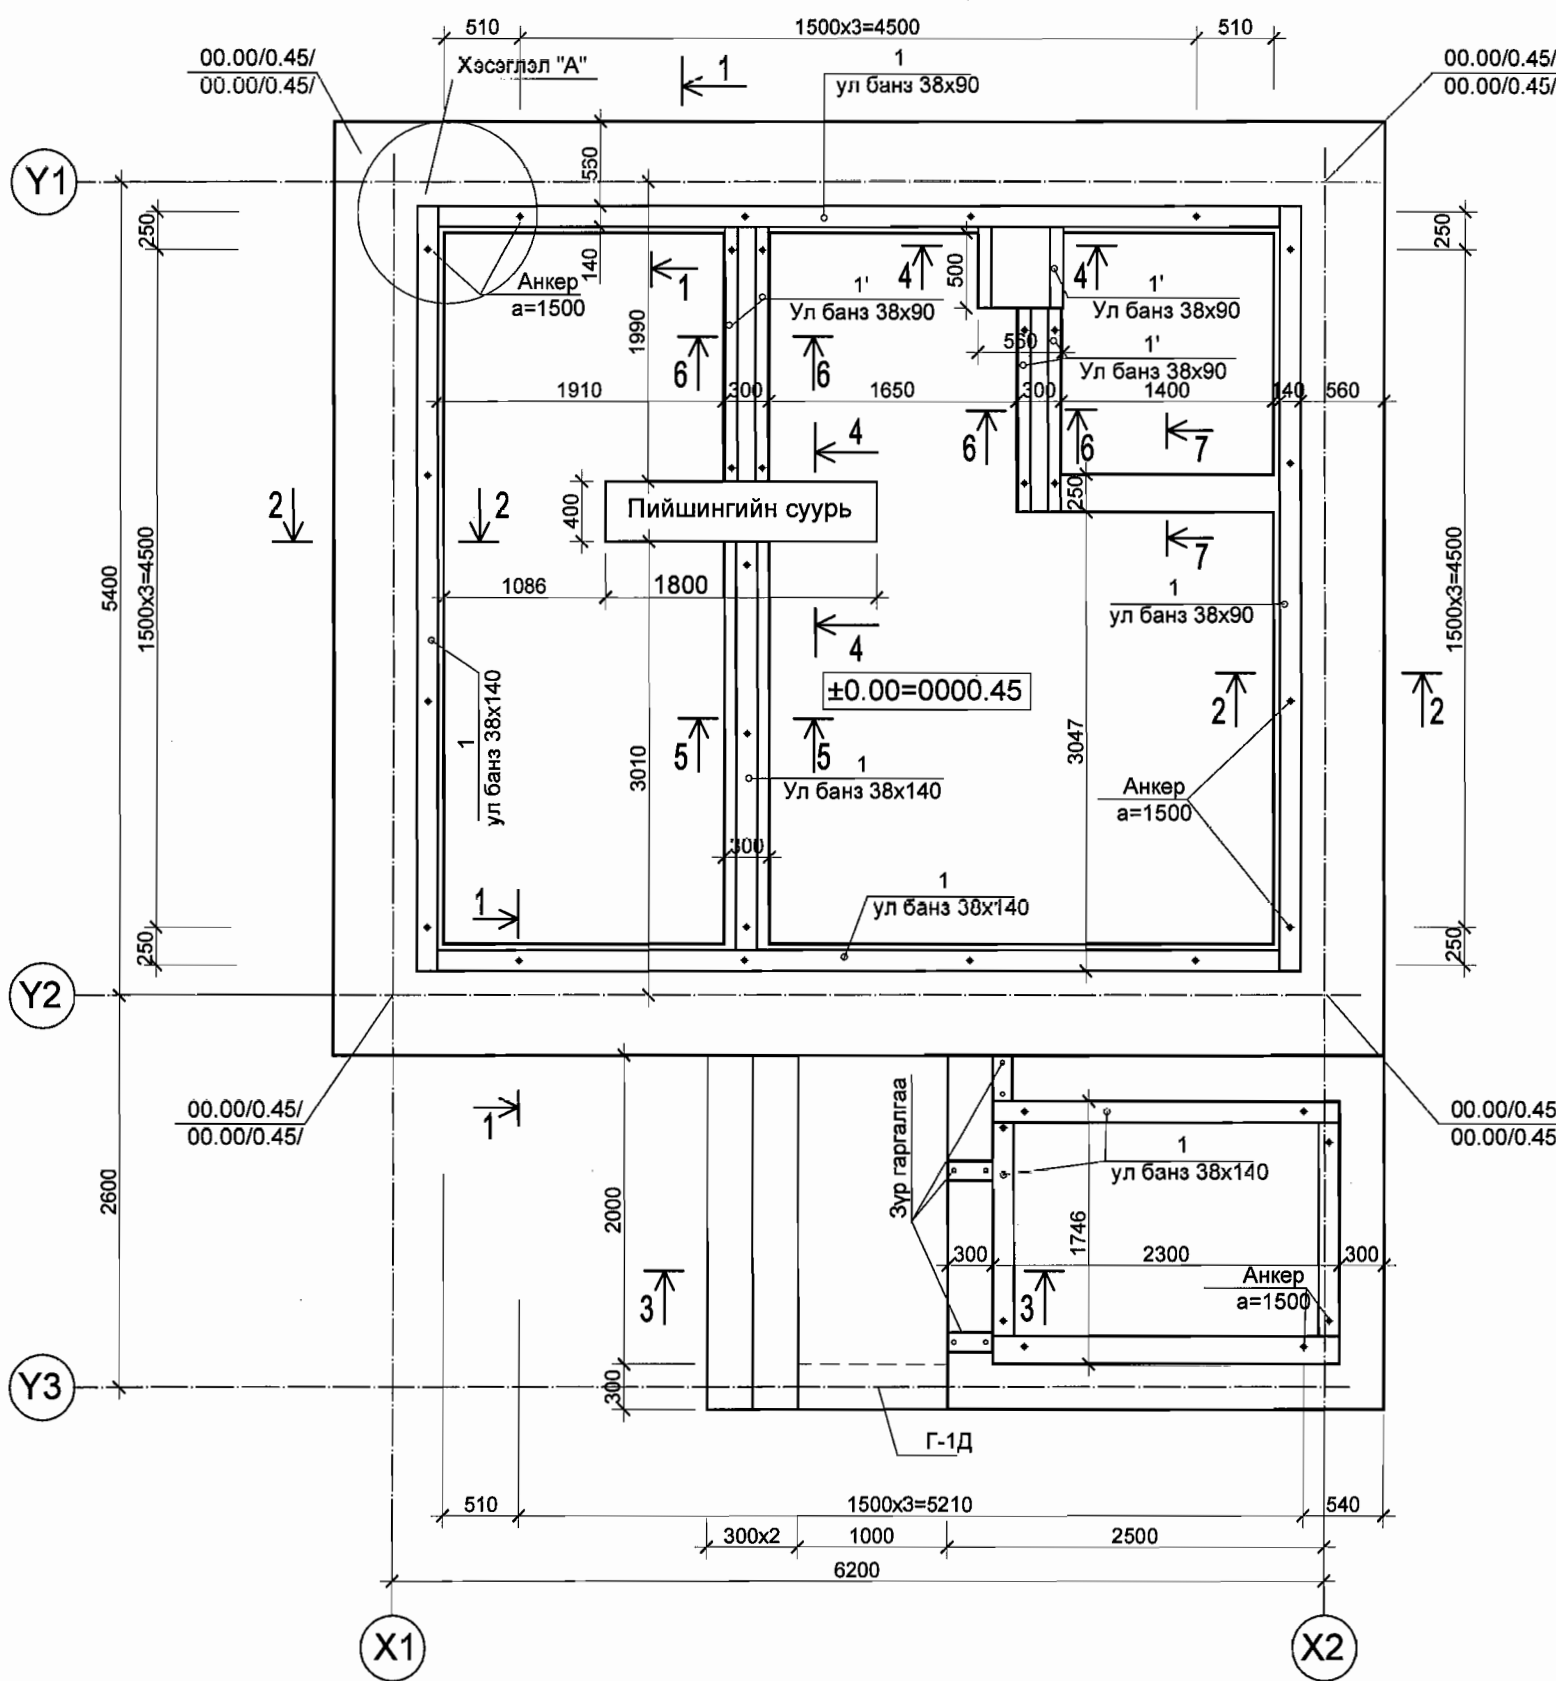 510
1500x3=4500
510
00.00/0.45/
00.00/0.45/
Хэсэглэл "А"
1
1
ул банз 38x90
00.00/0.45/
00.00/0.45/
Y1
560
250
250
140
Анкер
a=1500
1
1990
1'
Ул банз 38x90
4
500
4
1'
Ул банз 38x90
560
1'
Ул банз 38x90
6
6
1910
300
1650
300
1400
140
560
4
6
6
7
2
2
400
Пийшингийн суурь
250
7
5400
1500x3=4500
1086
1800
1
ул банз 38x90
1500x3=4500
4
±0.00=0000.45
2
2
1
ул банз 38x140
3010
5
5
1
Ул банз 38x140
3047
Анкер
a=1500
300
1
1
ул банз 38x140
250
250
Y2
00.00/0.45/
00.00/0.45/
1
00.00/0.45
00.00/0.45
Зүр гаргалгаа
1
ул банз 38x140
2600
2000
1746
300
2300
300
3
3
Анкер
a=1500
Y3
300
Г-1Д
510
1500x3=5210
540
300x2
1000
2500
6200
X1
X2